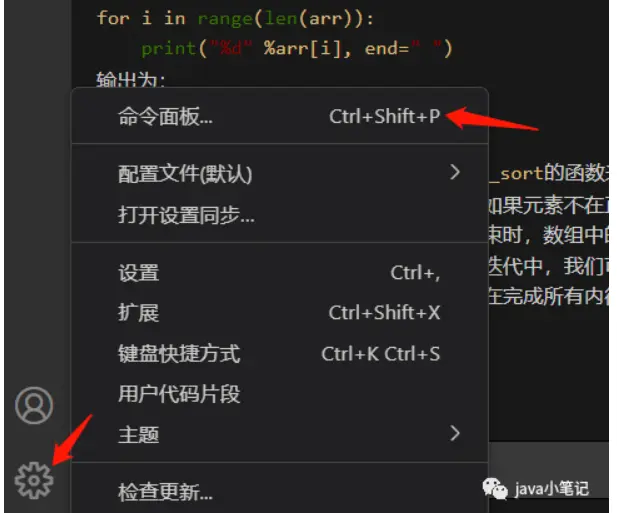 for i in range(len(arr)):
print("%d" %arr[i], end=" ")
输出为:
命令面板... Ctrl+Shift+P
配置文件(默认)
_sort的函数
打开设置同步...
如果元素不在
束时，数组中的
设置 Ctrl+,
迭代中，我们
在完成所有内
扩展 Ctrl+Shift+X
键盘快捷方式 Ctrl+K Ctrl+S
用户代码片段
主题
检查更新...
java小笔记